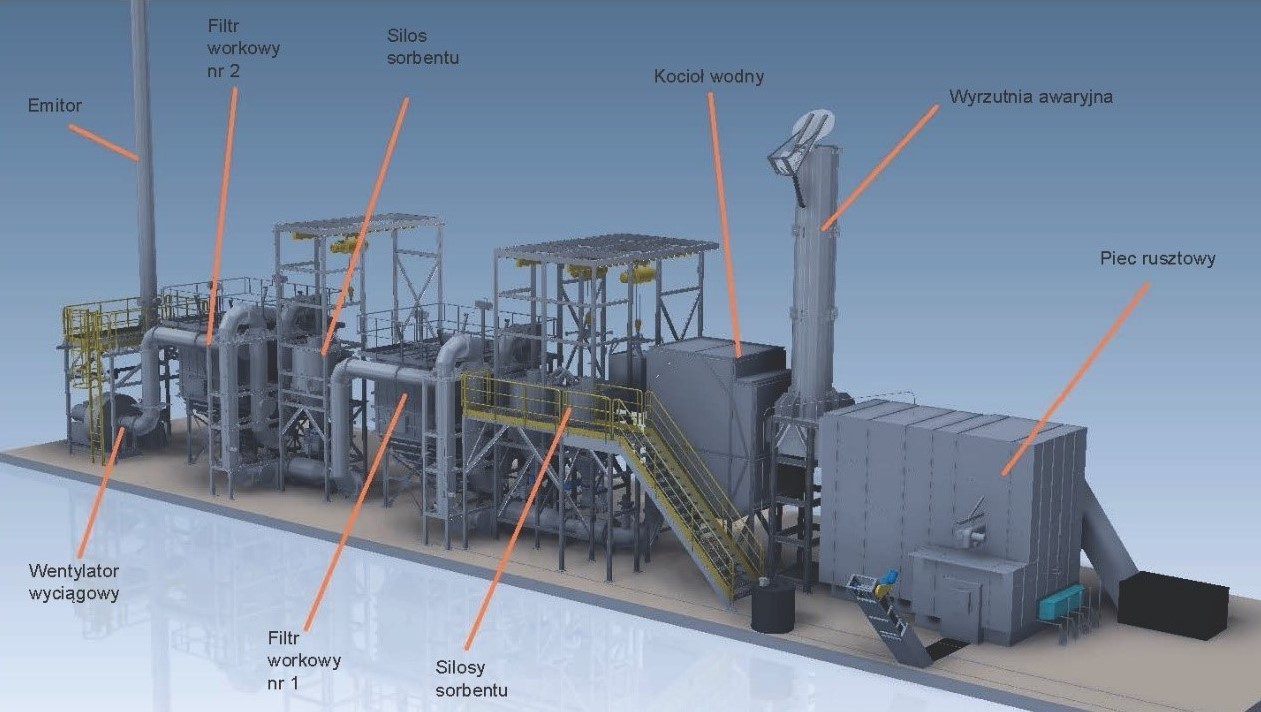 Filtr
workowy
nr 2
Silos
sorbentu
Emitor
Kocioł wodny
Wyrzutnia awaryjna
Piec rusztowy
Wentylator
wyciągowy
Filtr
workowy
nr 1
Silosy
sorbentu